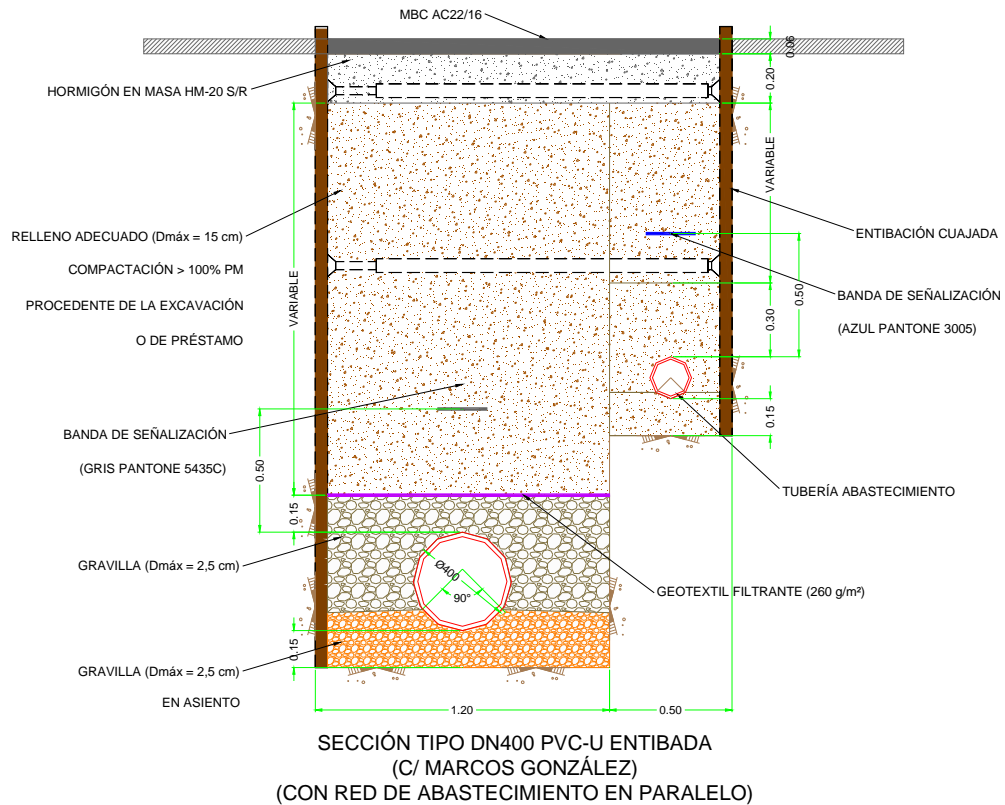 MBC AC22/16
0.06
HORMIGÓN EN MASA HM-20 S/R
0.20
VARIABLE
RELLENO ADECUADO (Dmáx = 15 cm)
COMPACTACIÓN > 100% PM
PROCEDENTE DE LA EXCAVACIÓN
O DE PRÉSTAMO
VARIABLE
ENTIBACIÓN CUAJADA
BANDA DE SEÑALIZACIÓN
(AZUL PANTONE 3005)
0.50
0.30
0.15
BANDA DE SEÑALIZACIÓN
(GRIS PANTONE 5435C)
0.50
0.15
TUBERÍA ABASTECIMIENTO
GRAVILLA (Dmáx = 2,5 cm)
Ø400
90°
GEOTEXTIL FILTRANTE (260 g/m²)
GRAVILLA (Dmáx = 2,5 cm)
EN ASIENTO
0.15
1.20
0.50
SECCIÓN TIPO DN400 PVC-U ENTIBADA
(C/ MARCOS GONZÁLEZ)
(CON RED DE ABASTECIMIENTO EN PARALELO)